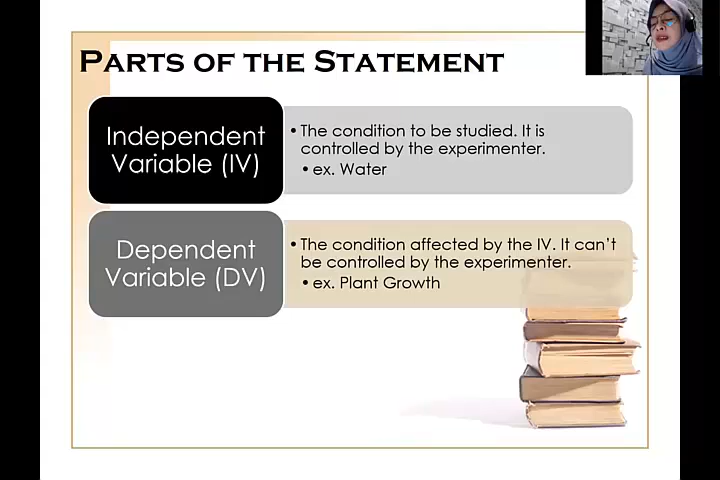 PARTS OF THE STATEMENT
Independent
Variable (IV)
• The condition to be studied. It is
controlled by the experimenter.
• ex. Water
Dependent
Variable (DV)
• The condition affected by the IV. It can't
be controlled by the experimenter.
• ex. Plant Growth